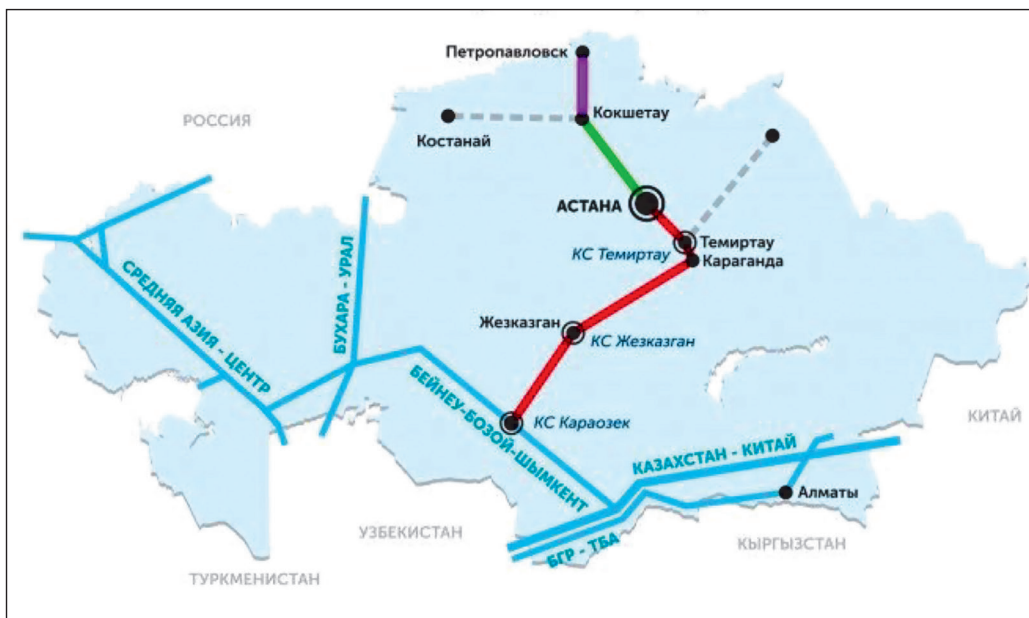 Петропавловск
РОССИЯ
Кокшетау
Костанай
АСТАНА
КС Темиртау
Темиртау
Караганда
СРЕДНЯЯ АЗИЯ - ЦЕНТР
БУХАРА - УРАЛ
Жезказган
КС Жезказган
БЕЙНЕУ-БОЗОЙ-ШЫМКЕНТ
КС Караозек
КИТАЙ
КАЗАХСТАН - КИТАЙ
Алматы
УЗБЕКИСТАН
БГР - ТБА
КЫРГЫЗСТАН
ТУРКМЕНИСТАН